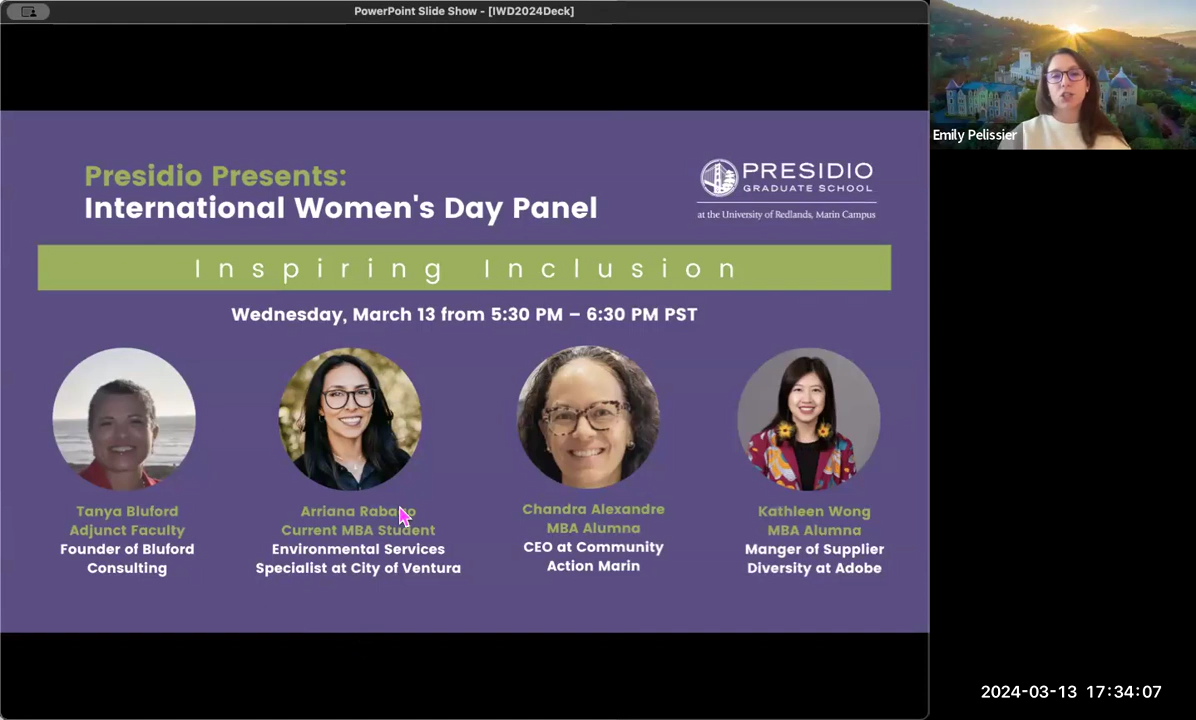 PowerPoint Slide Show - [IWD2024Deck]
Emily Pelissier
Presidio Presents:
International Women's Day Panel
PRESIDIO
GRADUATE SCHOOL
at the University of Redlands, Marin Campus
Inspiring Inclusion
Wednesday, March 13 from 5:30 PM – 6:30 PM PST
Tanya Bluford
Adjunct Faculty
Founder of Bluford
Consulting
Arriana
Current MBA Student
Environmental Services
Specialist at City of Ventura
Chandra Alexandre
MBA Alumna
CEO at Community
Action Marin
Kathleen Wong
MBA Alumna
Manger of Supplier
Diversity at Adobe
2024-03-13 17:34:07